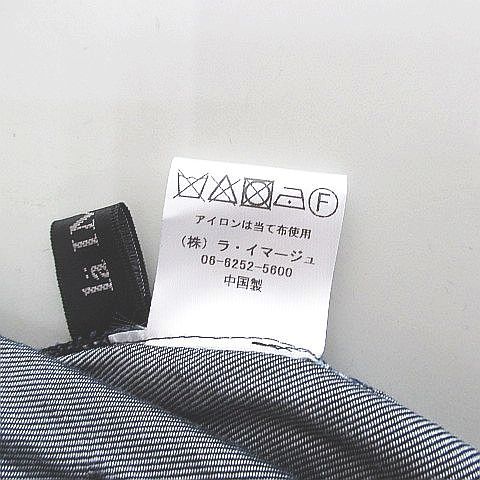 F
アイロンは当て布使用
(株) ラ・イマージュ
06-6252-5600
中国製